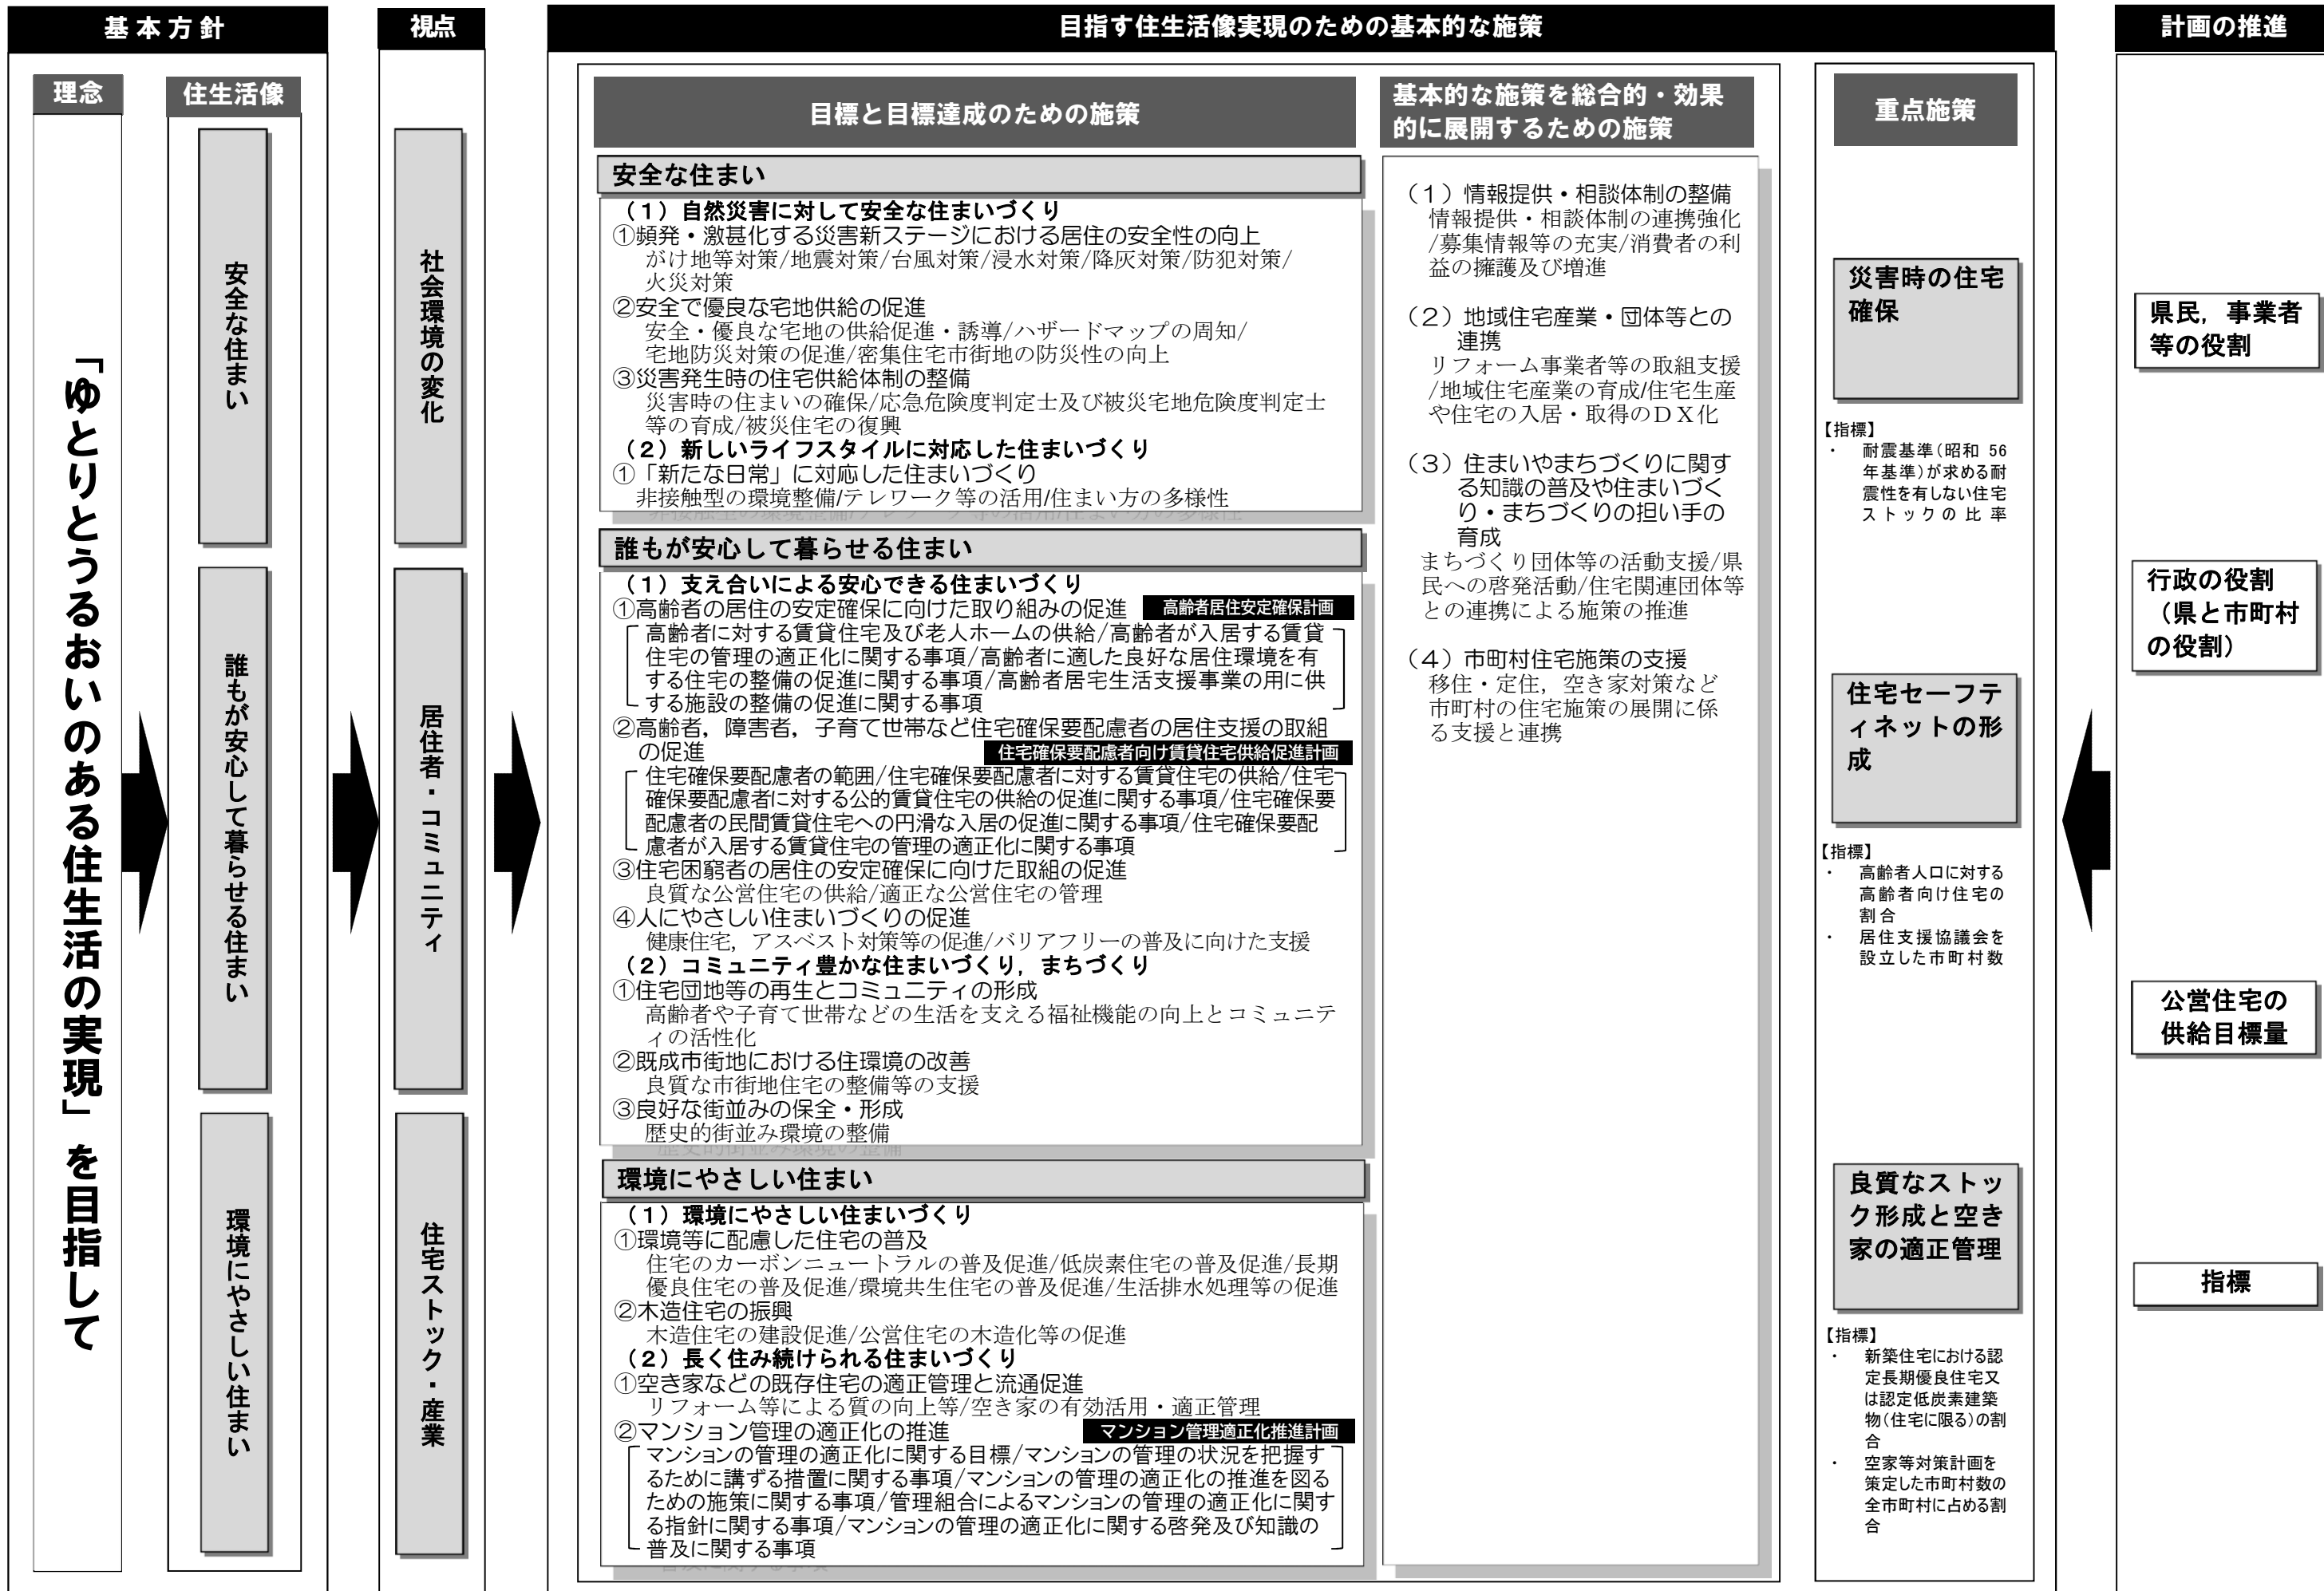 基本方針
理念
「ゆとりとうるおいのある住生活の実現」を目指して
住生活像
安全な住まい
誰もが安心して暮らせる住まい
環境にやさしい住まい
視点
社会環境の変化
居住者・コミュニティ
住宅ストック・産業
目指す住生活像実現のための基本的な施策
目標と目標達成のための施策
安全な住まい
（１）自然災害に対して安全な住まいづくり
①頻発・激甚化する災害新ステージにおける居住の安全性の向上
がけ地等対策/地震対策/台風対策/浸水対策/降灰対策/防犯対策/
火災対策
②安全で優良な宅地供給の促進
安全・優良な宅地の供給促進・誘導/ハザードマップの周知/
宅地防災対策の促進/密集住宅市街地の防災性の向上
③災害発生時の住宅供給体制の整備
災害時の住まいの確保/応急危険度判定士及び被災宅地危険度判定士
等の育成/被災住宅の復興
（２）新しいライフスタイルに対応した住まいづくり
①「新たな日常」に対応した住まいづくり
非接触型の環境整備/テレワーク等の活用/住まい方の多様性
誰もが安心して暮らせる住まい
（１）支え合いによる安心できる住まいづくり
①高齢者の居住の安定確保に向けた取り組みの促進 高齢者居住安定確保計画
高齢者に対する賃貸住宅及び老人ホームの供給/高齢者が入居する賃貸
住宅の管理の適正化に関する事項/高齢者に適した良好な居住環境を有
する住宅の整備の促進に関する事項/高齢者居宅生活支援事業の用に供
する施設の整備の促進に関する事項
②高齢者，障害者，子育て世帯など住宅確保要配慮者の居住支援の取組
の促進 住宅確保要配慮者向け賃貸住宅供給促進計画
住宅確保要配慮者の範囲/住宅確保要配慮者に対する賃貸住宅の供給/住宅
確保要配慮者に対する公的賃貸住宅の供給の促進に関する事項/住宅確保要
配慮者の民間賃貸住宅への円滑な入居の促進に関する事項/住宅確保要配
慮者が入居する賃貸住宅の管理の適正化に関する事項
③住宅困窮者の居住の安定確保に向けた取組の促進
良質な公営住宅の供給/適正な公営住宅の管理
④人にやさしい住まいづくりの促進
健康住宅，アスベスト対策等の促進/バリアフリーの普及に向けた支援
（２）コミュニティ豊かな住まいづくり，まちづくり
①住宅団地等の再生とコミュニティの形成
高齢者や子育て世帯などの生活を支える福祉機能の向上とコミュニテ
ィの活性化
②既成市街地における住環境の改善
良質な市街地住宅の整備等の支援
③良好な街並みの保全・形成
歴史的街並み環境の整備
環境にやさしい住まい
（１）環境にやさしい住まいづくり
①環境等に配慮した住宅の普及
住宅のカーボンニュートラルの普及促進/低炭素住宅の普及促進/長期
優良住宅の普及促進/環境共生住宅の普及促進/生活排水処理等の促進
②木造住宅の振興
木造住宅の建設促進/公営住宅の木造化等の促進
（２）長く住み続けられる住まいづくり
①空き家などの既存住宅の適正管理と流通促進
リフォーム等による質の向上等/空き家の有効活用・適正管理
②マンション管理の適正化の推進 マンション管理適正化推進計画
マンションの管理の適正化に関する目標/マンションの管理の状況を把握す
るために講ずる措置に関する事項/マンションの管理の適正化の推進を図る
ための施策に関する事項/管理組合によるマンションの管理の適正化に関す
る指針に関する事項/マンションの管理の適正化に関する啓発及び知識の
普及に関する事項
基本的な施策を総合的・効果
的に展開するための施策
（１）情報提供・相談体制の整備
情報提供・相談体制の連携強化
/募集情報等の充実/消費者の利
益の擁護及び増進
（２）地域住宅産業・団体等との
連携
リフォーム事業者等の取組支援
/地域住宅産業の育成/住宅生産
や住宅の入居・取得のＤＸ化
（３）住まいやまちづくりに関す
る知識の普及や住まいづく
り・まちづくりの担い手の
育成
まちづくり団体等の活動支援/県
民への啓発活動/住宅関連団体等
との連携による施策の推進
（４）市町村住宅施策の支援
移住・定住，空き家対策など
市町村の住宅施策の展開に係
る支援と連携
重点施策
災害時の住宅
確保
【指標】
・ 耐震基準（昭和 56
年基準）が求める耐
震性を有しない住宅
ストックの比率
住宅セーフテ
ィネットの形
成
【指標】
・ 高齢者人口に対する
高齢者向け住宅の
割合
・ 居住支援協議会を
設立した市町村数
良質なストッ
ク形成と空き
家の適正管理
【指標】
・ 新築住宅における認
定長期優良住宅又
は認定低炭素建築
物（住宅に限る）の割
合
・ 空家等対策計画を
策定した市町村数の
全市町村に占める割
合
計画の推進
県民，事業者
等の役割
行政の役割
（県と市町村
の役割）
公営住宅の
供給目標量
指標